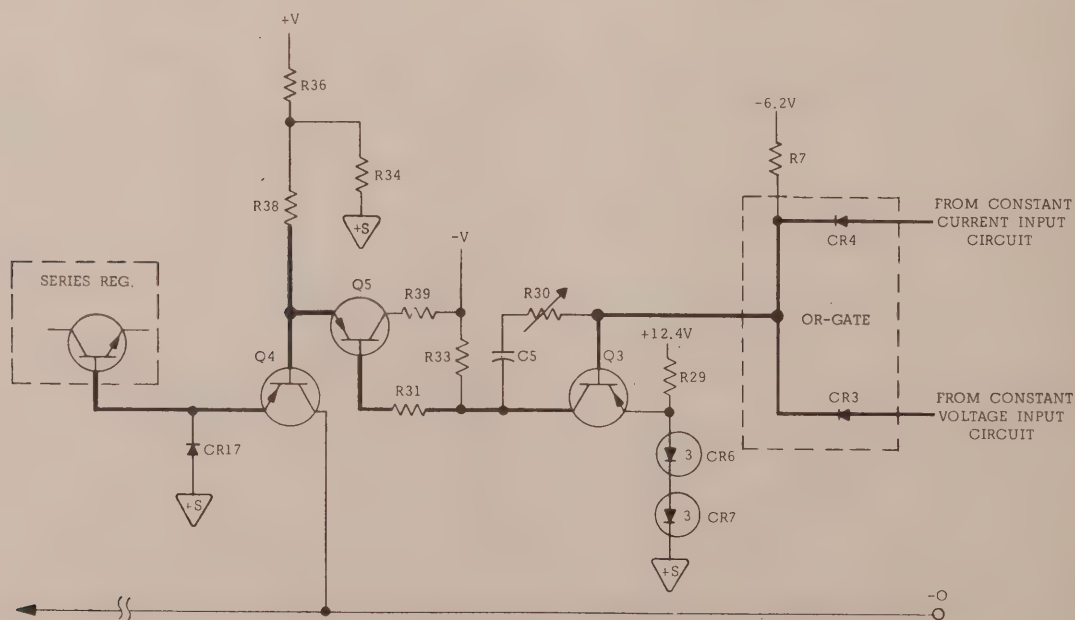 +V
R36
R34
+S
R38
-6.2V
R7
FROM CONSTANT
CURRENT INPUT
CIRCUIT
CR4
SERIES REG.
Q5
-V
R39
R30
OR-GATE
+12.4V
Q4
R33
C5
Q3
R29
R31
CR3
FROM CONSTANT
VOLTAGE INPUT
CIRCUIT
CR17
3
CR6
+S
3
CR7
+S
-O